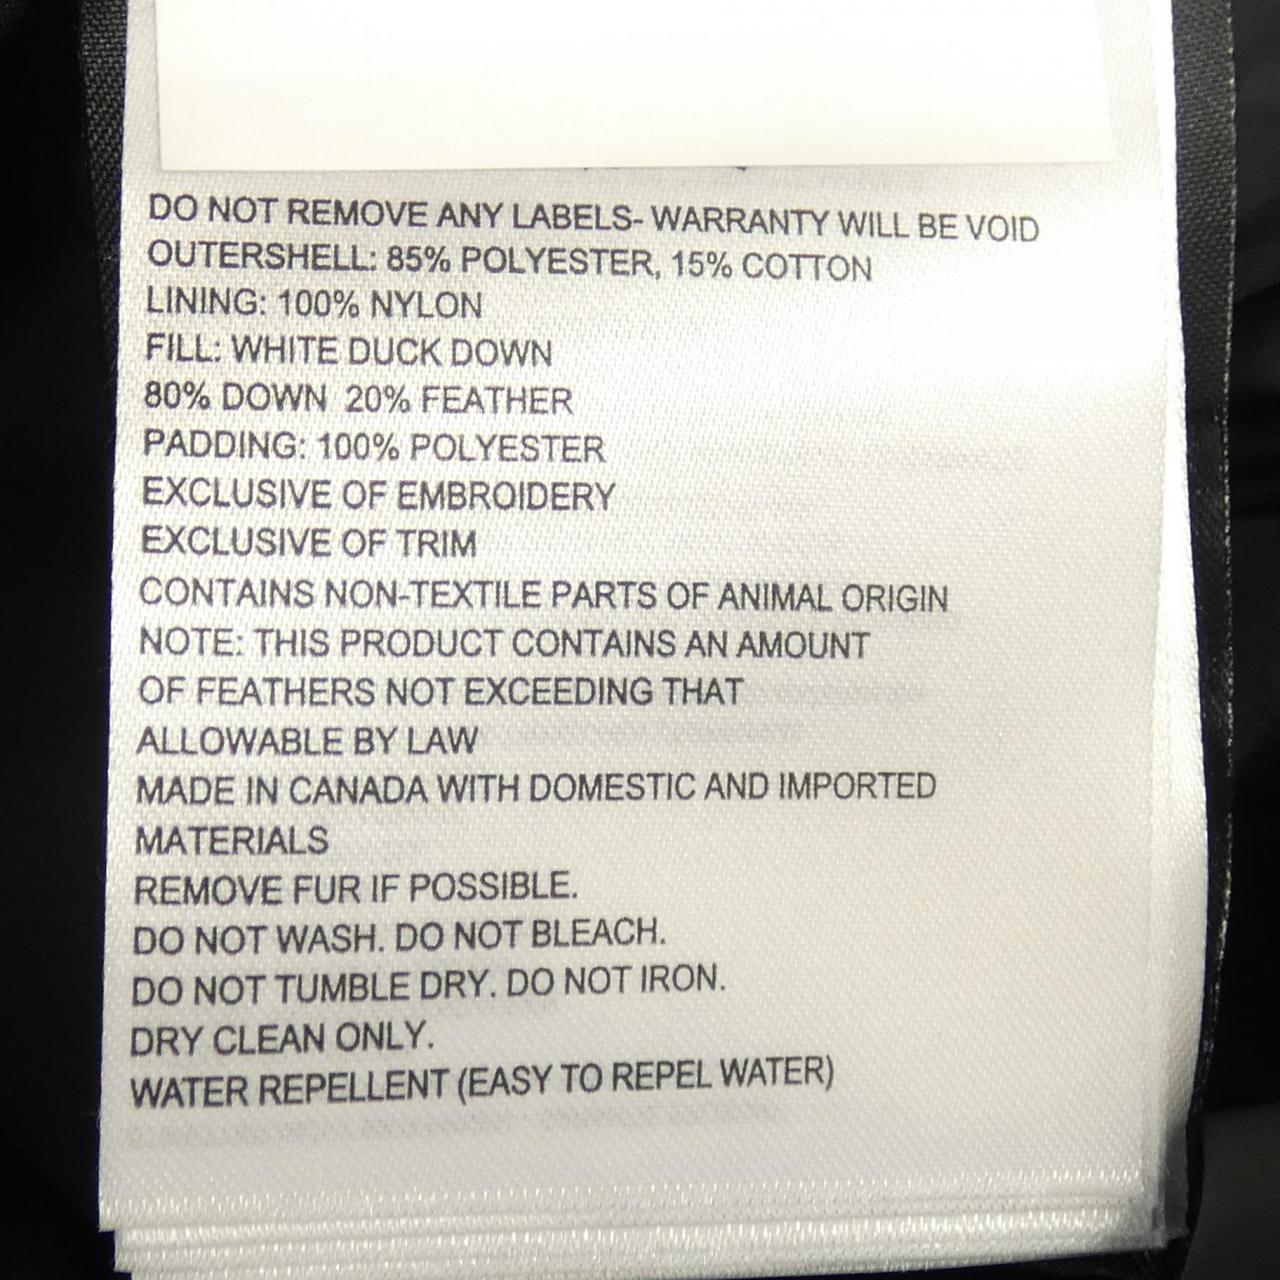 DO NOT REMOVE ANY LABELS- WARRANTY WILL BE VOID
OUTERSHELL: 85% POLYESTER, 15% COTTON
LINING: 100% NYLON
FILL: WHITE DUCK DOWN
80% DOWN 20% FEATHER
PADDING: 100% POLYESTER
EXCLUSIVE OF EMBROIDERY
EXCLUSIVE OF TRIM
CONTAINS NON-TEXTILE PARTS OF ANIMAL ORIGIN
NOTE: THIS PRODUCT CONTAINS AN AMOUNT
OF FEATHERS NOT EXCEEDING THAT
ALLOWABLE BY LAW
MADE IN CANADA WITH DOMESTIC AND IMPORTED
MATERIALS
REMOVE FUR IF POSSIBLE.
DO NOT WASH. DO NOT BLEACH.
DO NOT TUMBLE DRY. DO NOT IRON.
DRY CLEAN ONLY.
WATER REPELLENT (EASY TO REPEL WATER)